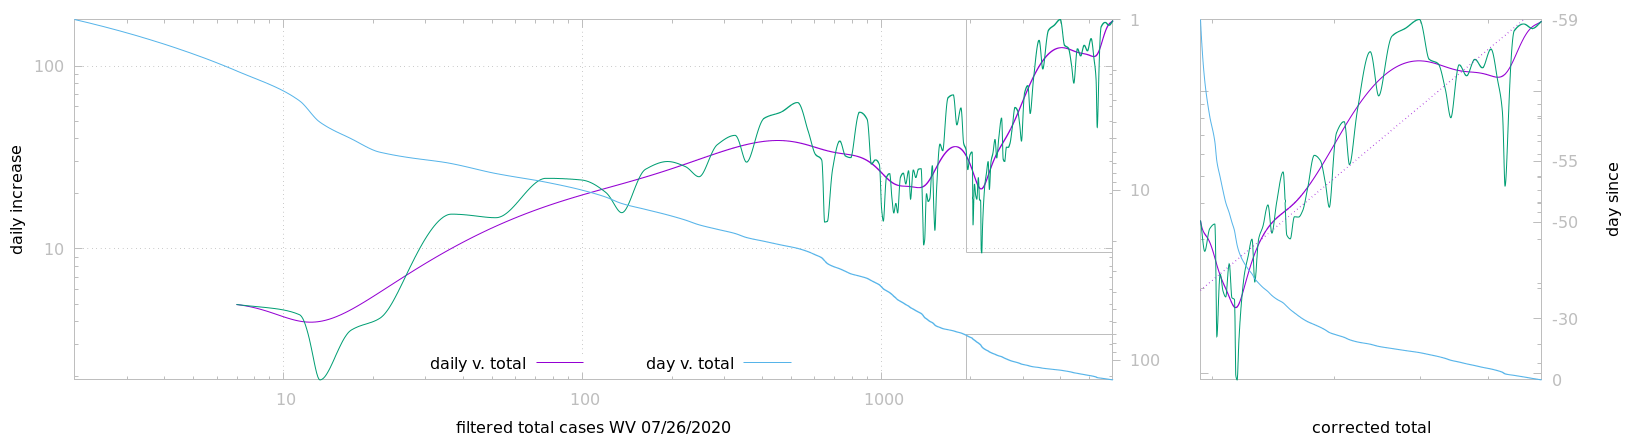 daily increase
100
10
daily v. total
day v. total
10
100
1000
filtered total cases WV 07/26/2020
1
10
100
-59
-55
-50
-30
0
day since
corrected total